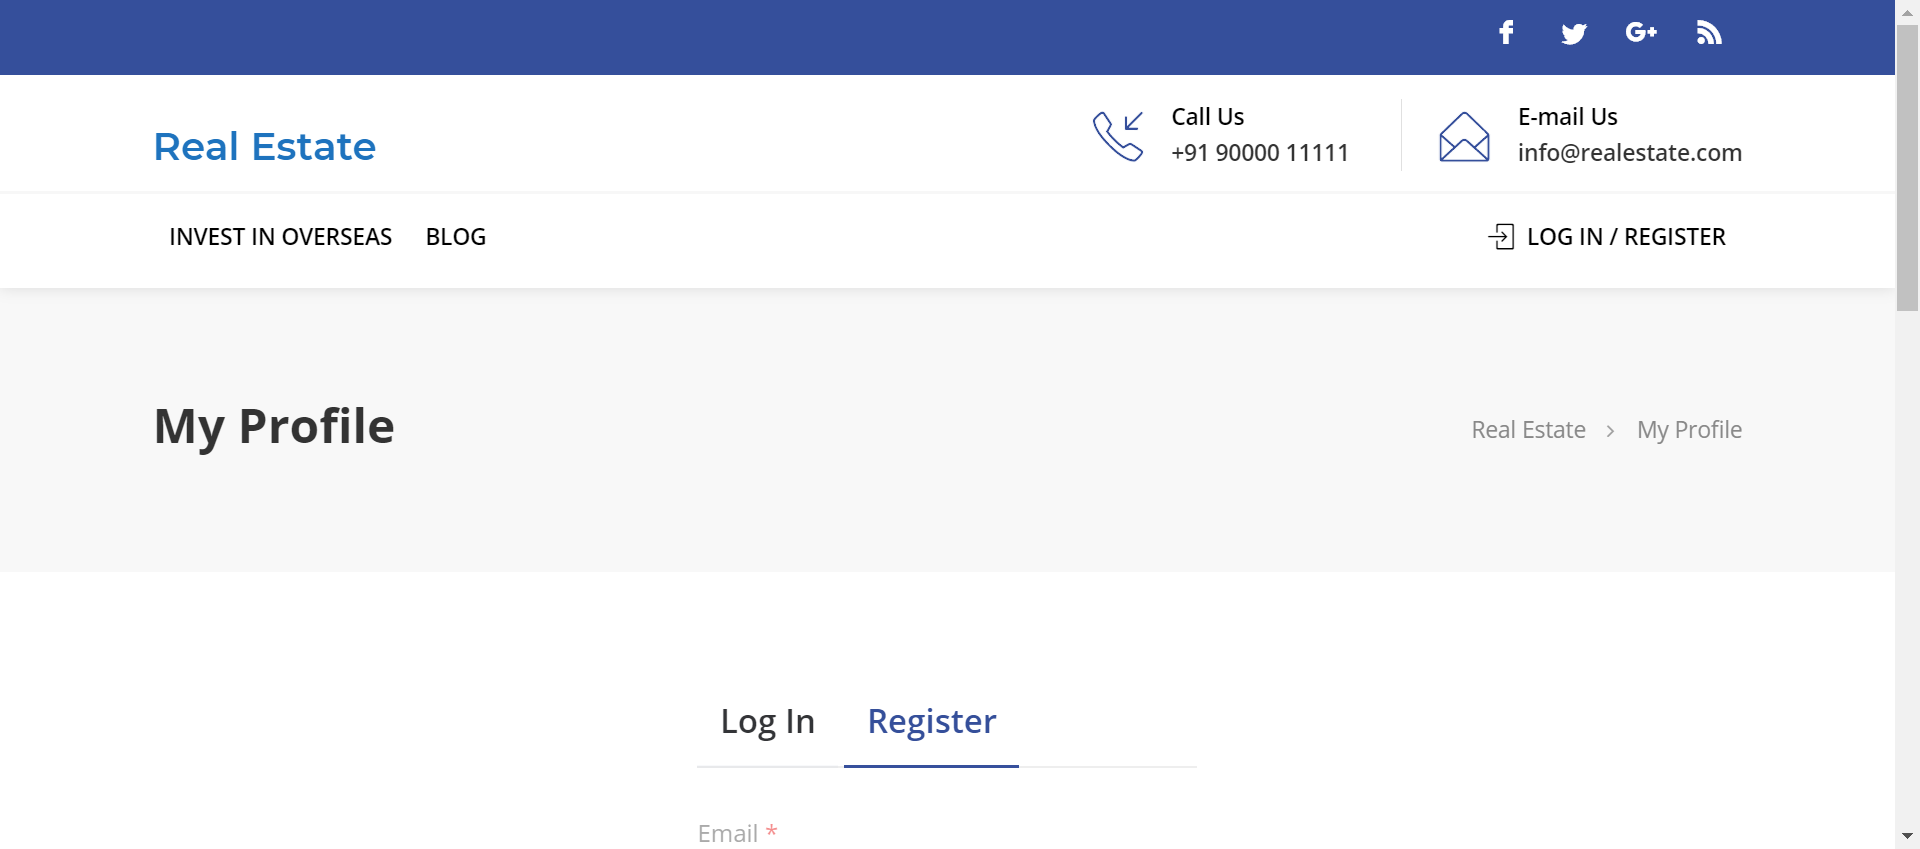 Real Estate
Call Us
+91 90000 11111
E-mail Us
info@realestate.com
INVEST IN OVERSEAS
BLOG
LOG IN / REGISTER
My Profile
Real Estate > My Profile
Log In
Register
Email *